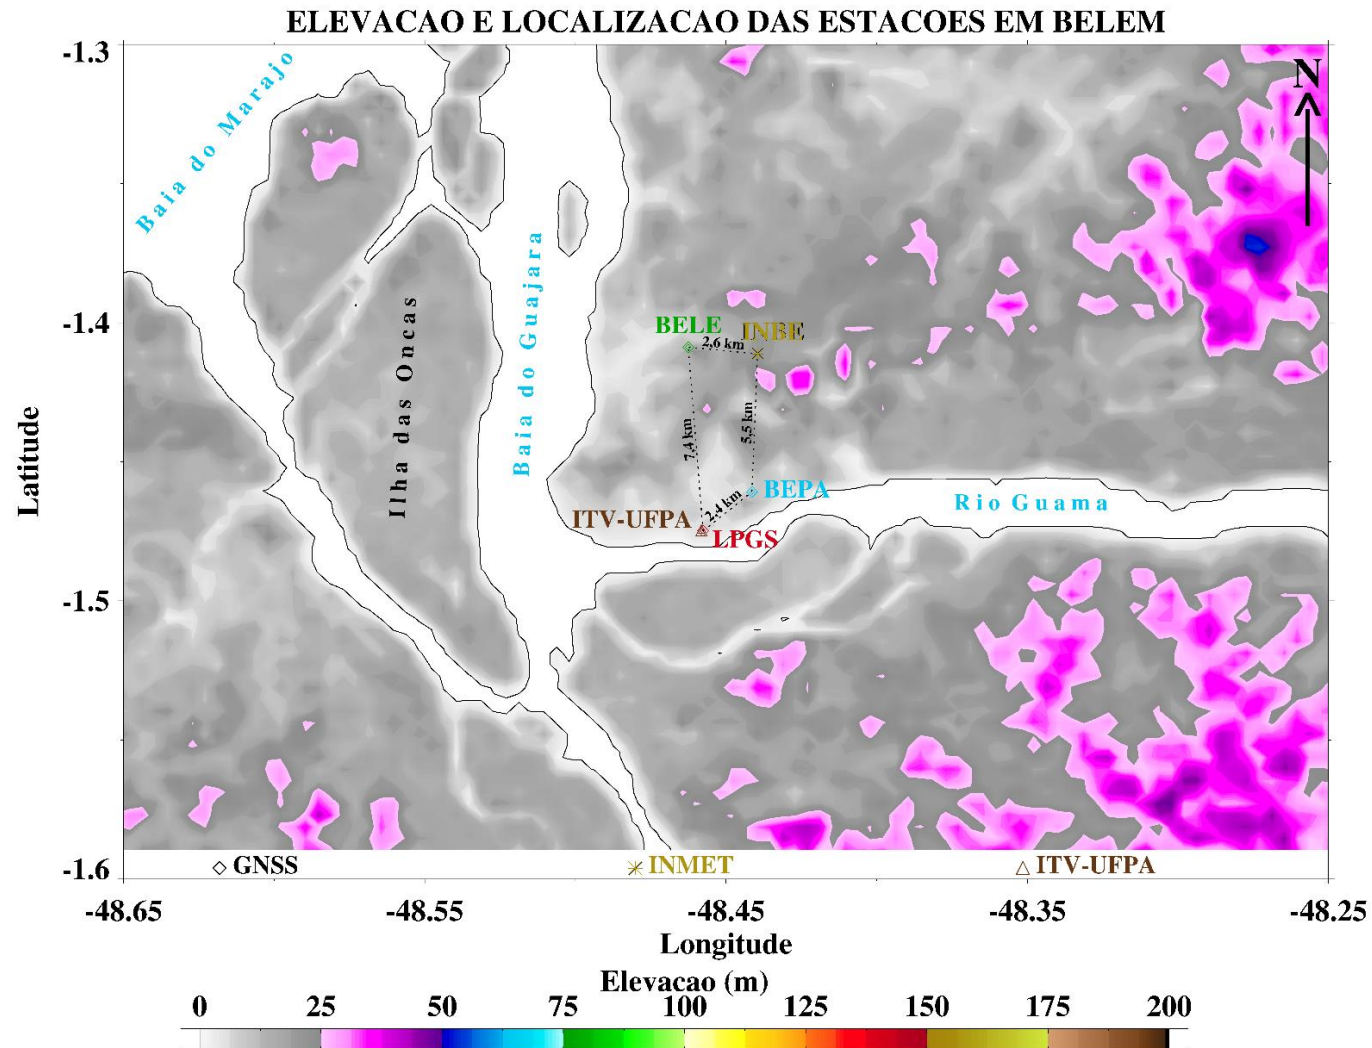 ELEVACAO E LOCALIZACAO DAS ESTACOES EM BELEM
-1.3
-1.4
-1.5
-1.6
Latitude
Baia do Marajo
N
Baia do Guajara
Ilha das Oncas
BELE
INBE
2,6 km
7,4 km
5,5 km
BEPA
2,4 km
ITV-UFPA
LPGS
Rio Guama
GNSS
INMET
ITV-UFPA
-48.65
-48.55
-48.45
-48.35
-48.25
Longitude
Elevacao (m)
0 25 50 75 100 125 150 175 200